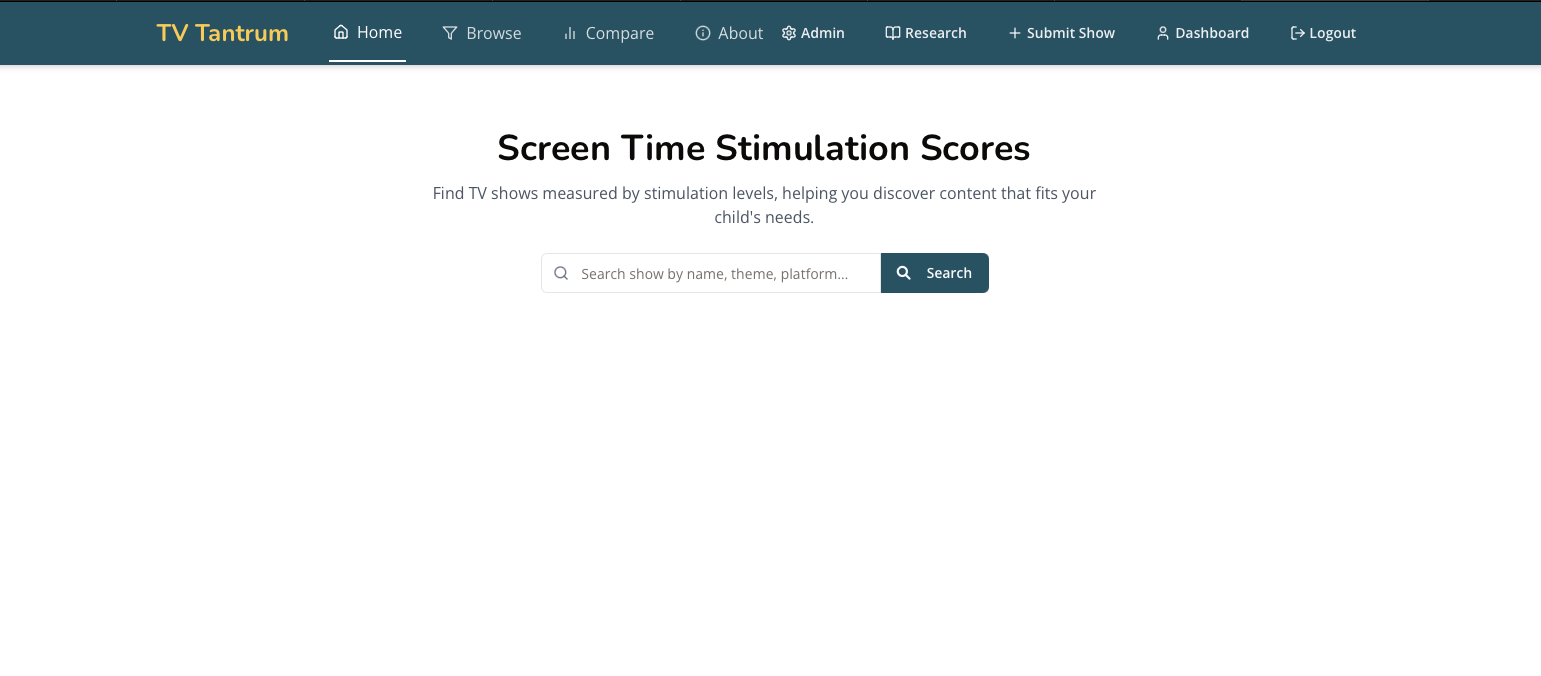 TV Tantrum Home Browse Compare About Admin Research Submit Show Dashboard Logout
Screen Time Stimulation Scores
Find TV shows measured by stimulation levels, helping you discover content that fits your
child's needs.
Search show by name, theme, platform... Search